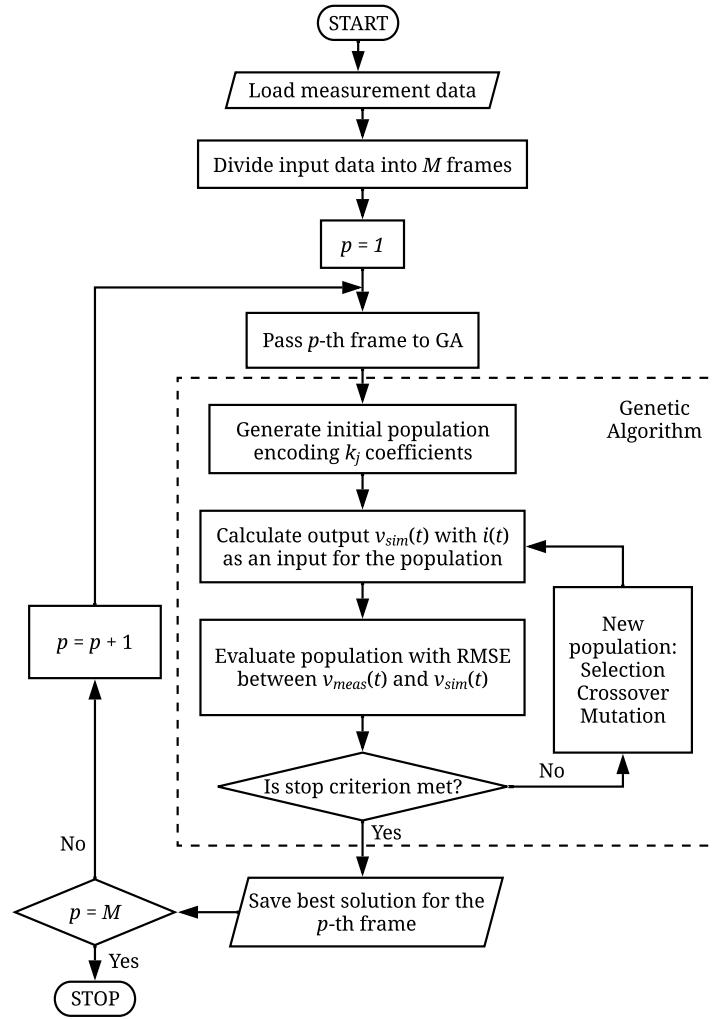 START
Load measurement data
Divide input data into M frames
p = 1
Pass p-th frame to GA
Genetic
Algorithm
Generate initial population
encoding kj coefficients
Calculate output vsim(t) with i(t)
as an input for the population
New
population:
Selection
Crossover
Mutation
p = p + 1
Evaluate population with RMSE
between vmeas(t) and vsim(t)
Is stop criterion met?
No
Yes
No
Save best solution for the
p-th frame
p = M
Yes
STOP